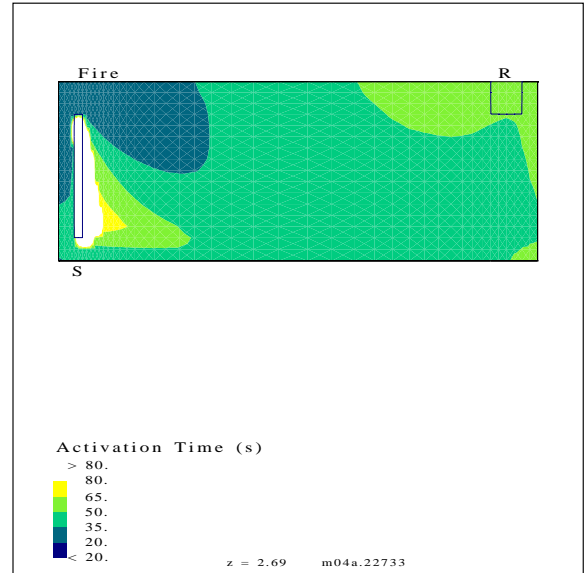 Fire R
S
Activation Time (s)
> 80.
80.
65.
50.
35.
20.
< 20.
z = 2.69 m04a.22733